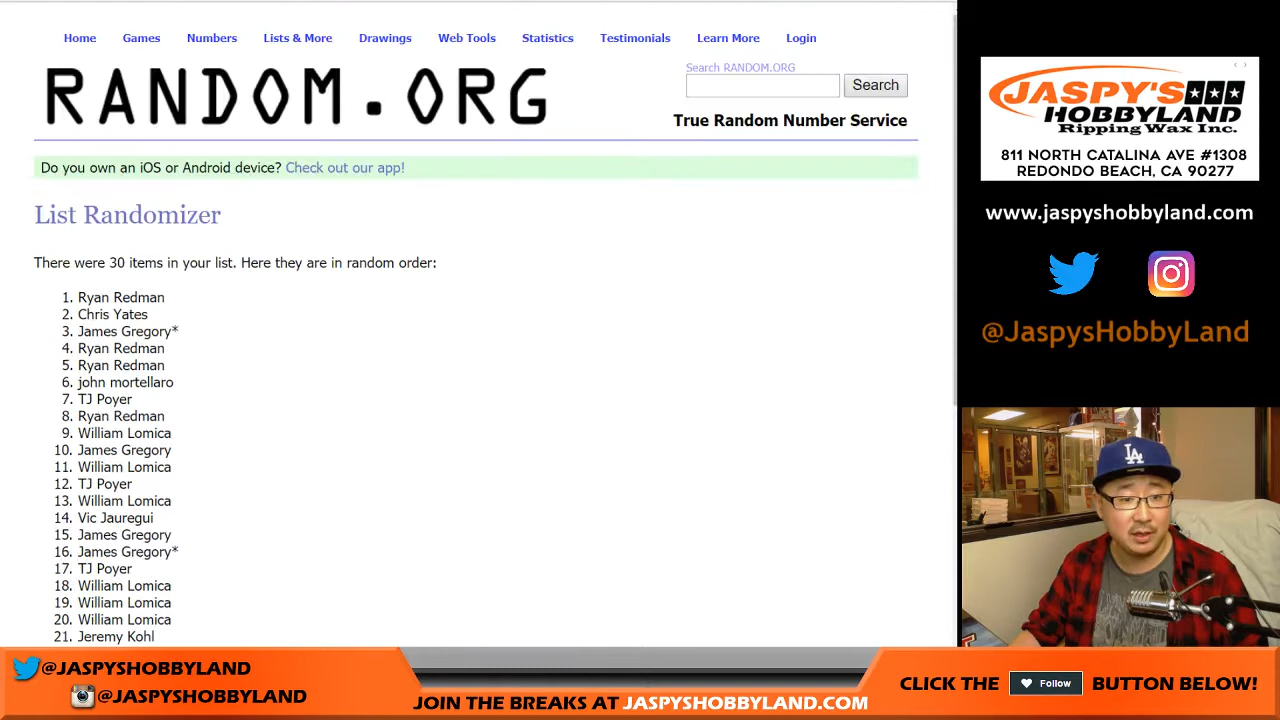 Home Games Numbers Lists & More Drawings Web Tools Statistics Testimonials Learn More Login
RANDOM.ORG
Search RANDOM.ORG
Search
True Random Number Service
Do you own an iOS or Android device? Check out our app!
List Randomizer
There were 30 items in your list. Here they are in random order:
1. Ryan Redman
2. Chris Yates
3. James Gregory*
4. Ryan Redman
5. Ryan Redman
6. john mortellaro
7. TJ Poyer
8. Ryan Redman
9. William Lomica
10. James Gregory
11. William Lomica
12. TJ Poyer
13. William Lomica
14. Vic Jauregui
15. James Gregory
16. James Gregory*
17. TJ Poyer
18. William Lomica
19. William Lomica
20. William Lomica
21. Jeremy Kohl
JASPY'S
HOBBYLAND
Ripping Wax Inc.
811 NORTH CATALINA AVE #1308
REDONDO BEACH, CA 90277
www.jaspyshobbyland.com
@JaspysHobbyLand
LA
@JASPYSHOBBYLAND
@JASPYSHOBBYLAND
JOIN THE BREAKS AT JASPYSHOBBYLAND.COM
CLICK THE Follow BUTTON BELOW!